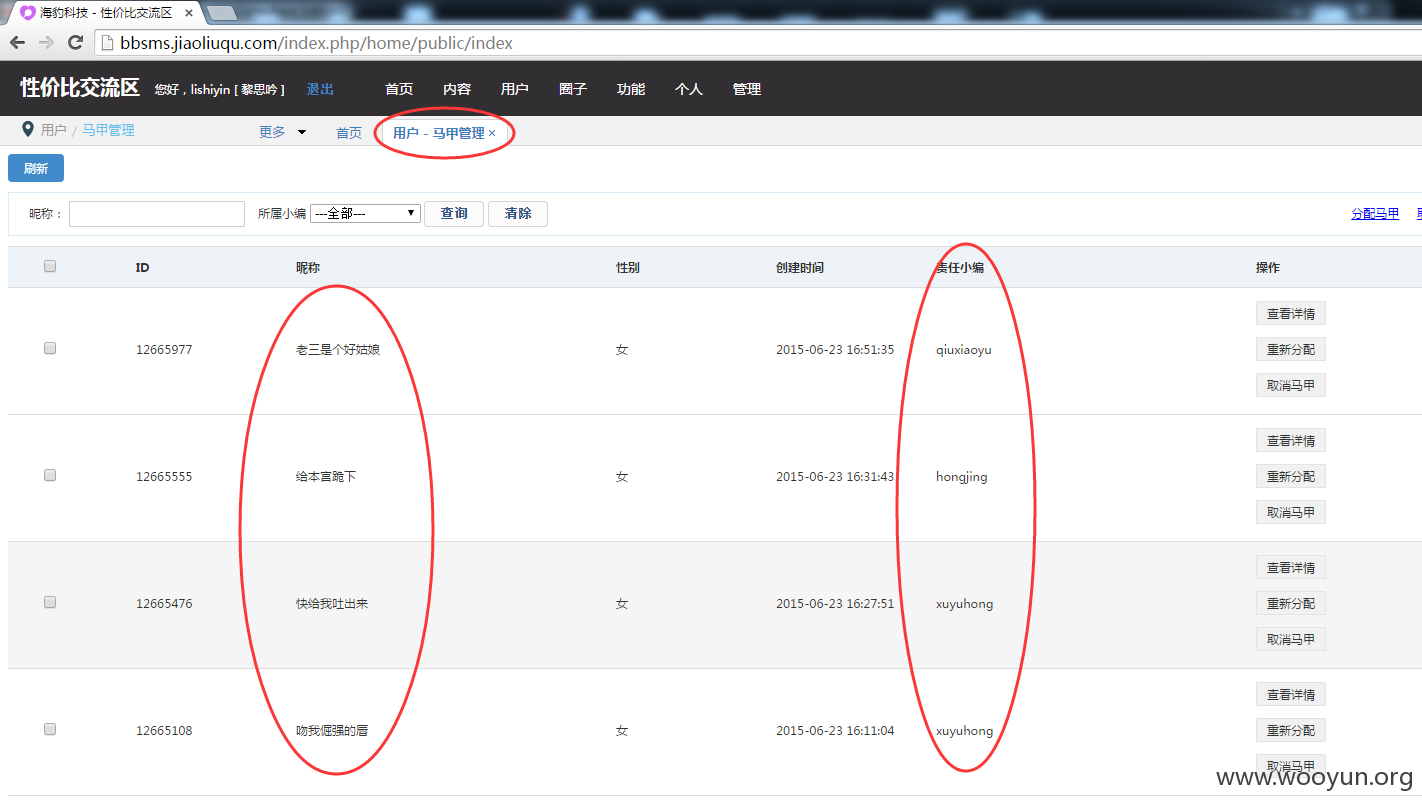 海豹科技 - 性价比交流区 ×
bbsms.jiaoliuqu.com/index.php/home/public/index
性价比交流区 您好，lishiyin [ 黎思吟 ] 退出 首页 内容 用户 圈子 功能 个人 管理
用户 / 马甲管理 更多 首页 用户 - 马甲管理 ×
刷新
昵称： 所属小编 ---全部--- 查询 清除 分配马甲
ID 昵称 性别 创建时间 责任小编 操作
查看详情
12665977 老三是个好姑娘 女 2015-06-23 16:51:35 qiuxiaoyu 重新分配
取消马甲
查看详情
12665555 给本宫跪下 女 2015-06-23 16:31:43 hongjing 重新分配
取消马甲
查看详情
12665476 快给我吐出来 女 2015-06-23 16:27:51 xuyuhong 重新分配
取消马甲
查看详情
12665108 吻我倔强的唇 女 2015-06-23 16:11:04 xuyuhong 重新分配
取消马甲
www.wooyun.org